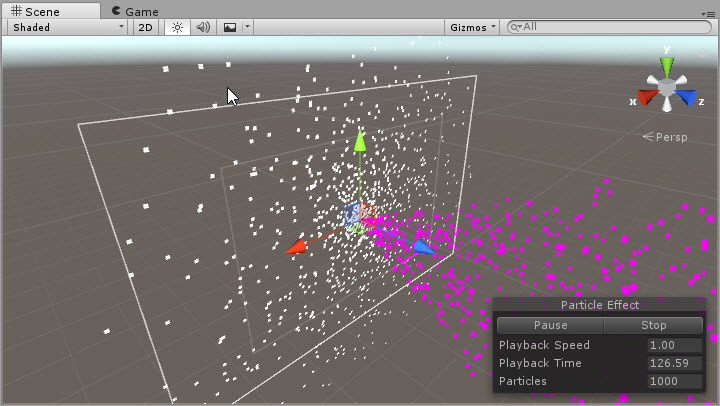 Scene Game
Shaded 2D Gizmos All
y
x z
Persp
Particle Effect
Pause Stop
Playback Speed 1.00
Playback Time 126.59
Particles 1000